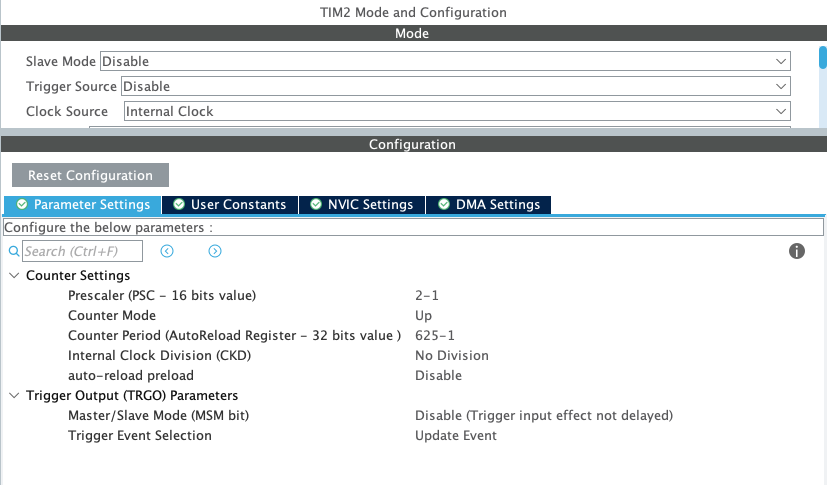 TIM2 Mode and Configuration
Mode
Slave Mode Disable
Trigger Source Disable
Clock Source Internal Clock
Configuration
Reset Configuration
Parameter Settings User Constants NVIC Settings DMA Settings
Configure the below parameters :
Search (Ctrl+F)
Counter Settings
Prescaler (PSC - 16 bits value) 2-1
Counter Mode Up
Counter Period (AutoReload Register - 32 bits value ) 625-1
Internal Clock Division (CKD) No Division
auto-reload preload Disable
Trigger Output (TRGO) Parameters
Master/Slave Mode (MSM bit) Disable (Trigger input effect not delayed)
Trigger Event Selection Update Event